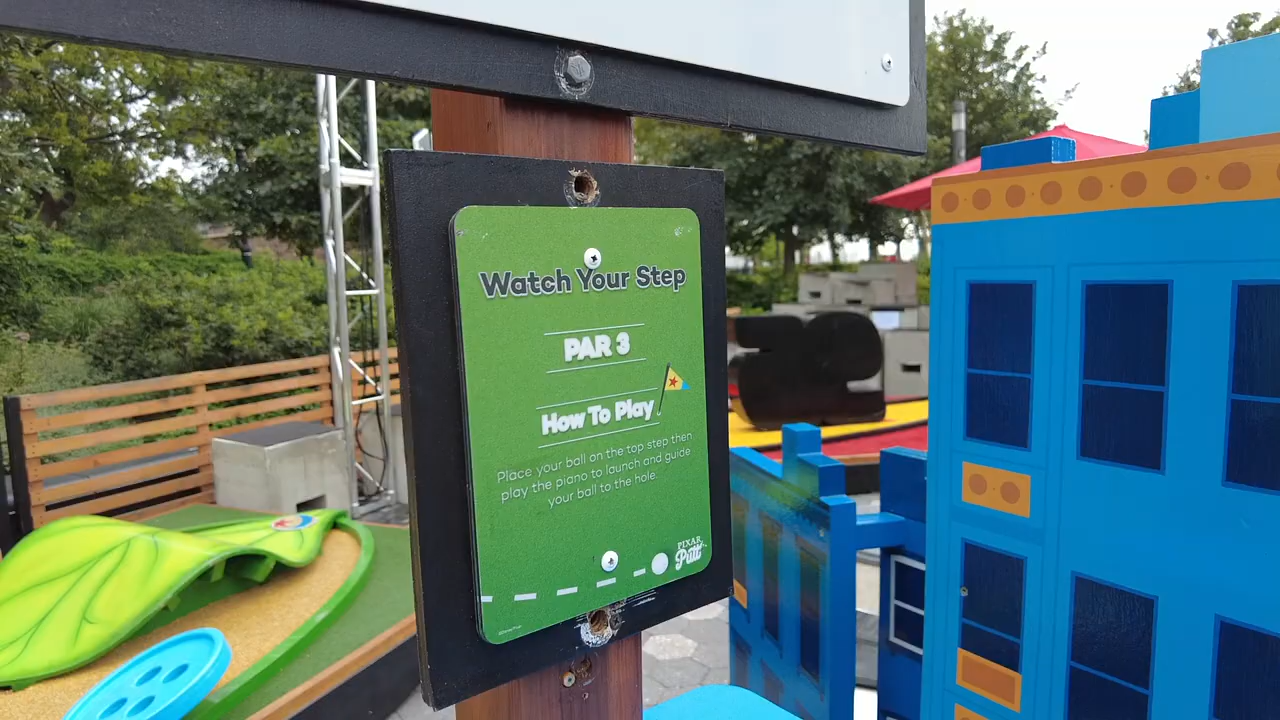 Watch Your Step
PAR 3
How To Play
Place your ball on the top step then
play the piano to launch and guide
your ball to the hole.
PIXAR
Putt